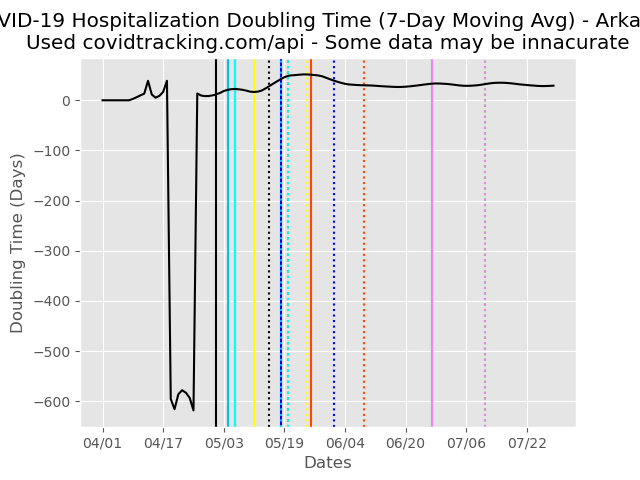 VID-19 Hospitalization Doubling Time (7-Day Moving Avg) - Arka
Used covidtracking.com/api - Some data may be innacurate
Doubling Time (Days)
0
−100
−200
−300
−400
−500
−600
04/01 04/17 05/03 05/19 06/04 06/20 07/06 07/22
Dates